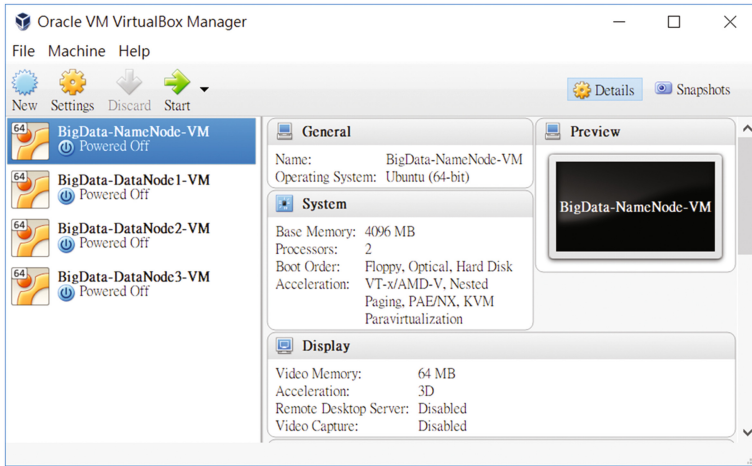 Oracle VM VirtualBox Manager
File Machine Help
New Settings Discard Start
Details Snapshots
64 BigData-NameNode-VM
Powered Off
64 BigData-DataNode1-VM
Powered Off
64 BigData-DataNode2-VM
Powered Off
64 BigData-DataNode3-VM
Powered Off
General
Name: BigData-NameNode-VM
Operating System: Ubuntu (64-bit)
System
Base Memory: 4096 MB
Processors: 2
Boot Order: Floppy, Optical, Hard Disk
Acceleration: VT-x/AMD-V, Nested
Paging, PAE/NX, KVM
Paravirtualization
Preview
BigData-NameNode-VM
Display
Video Memory: 64 MB
Acceleration: 3D
Remote Desktop Server: Disabled
Video Capture: Disabled